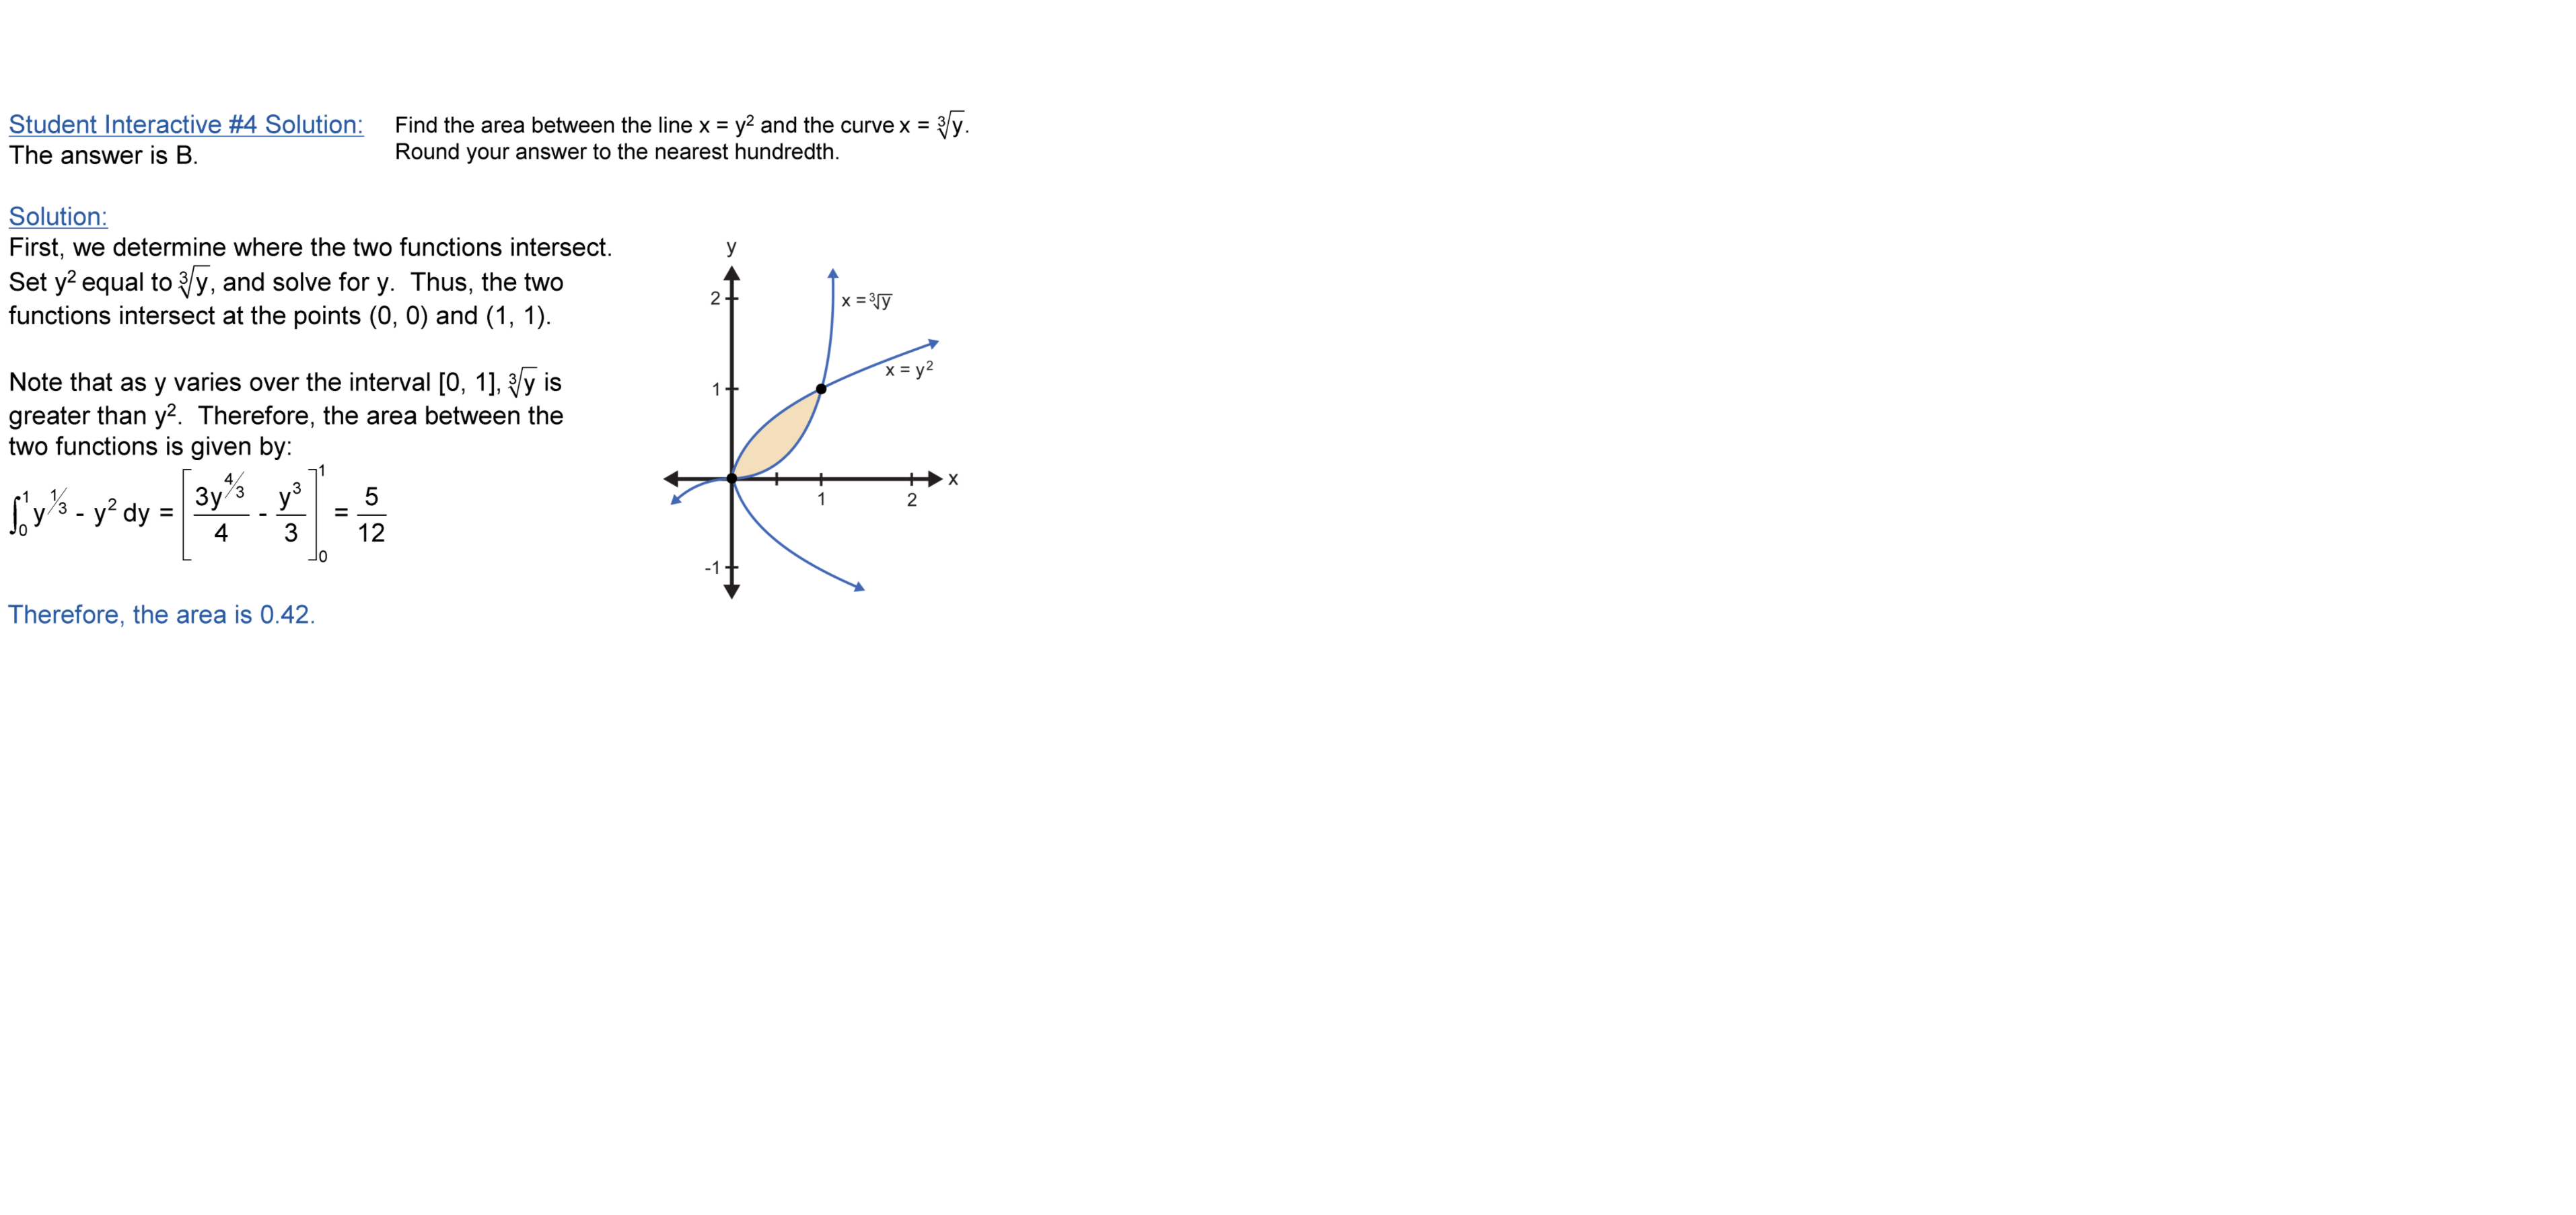 Student Interactive #4 Solution:
The answer is B.
Find the area between the line x = y² and the curve x = ∛y.
Round your answer to the nearest hundredth.
Solution:
First, we determine where the two functions intersect.
Set y² equal to ∛y, and solve for y. Thus, the two
functions intersect at the points (0, 0) and (1, 1).
Note that as y varies over the interval [0, 1], ∛y is
greater than y². Therefore, the area between the
two functions is given by:
∫₀¹ y^(1/3) - y² dy = [3y^(4/3)/4 - y³/3]₀¹ = 5/12
Therefore, the area is 0.42.
y
2
x = ∛y
x = y²
1
x
1
2
-1